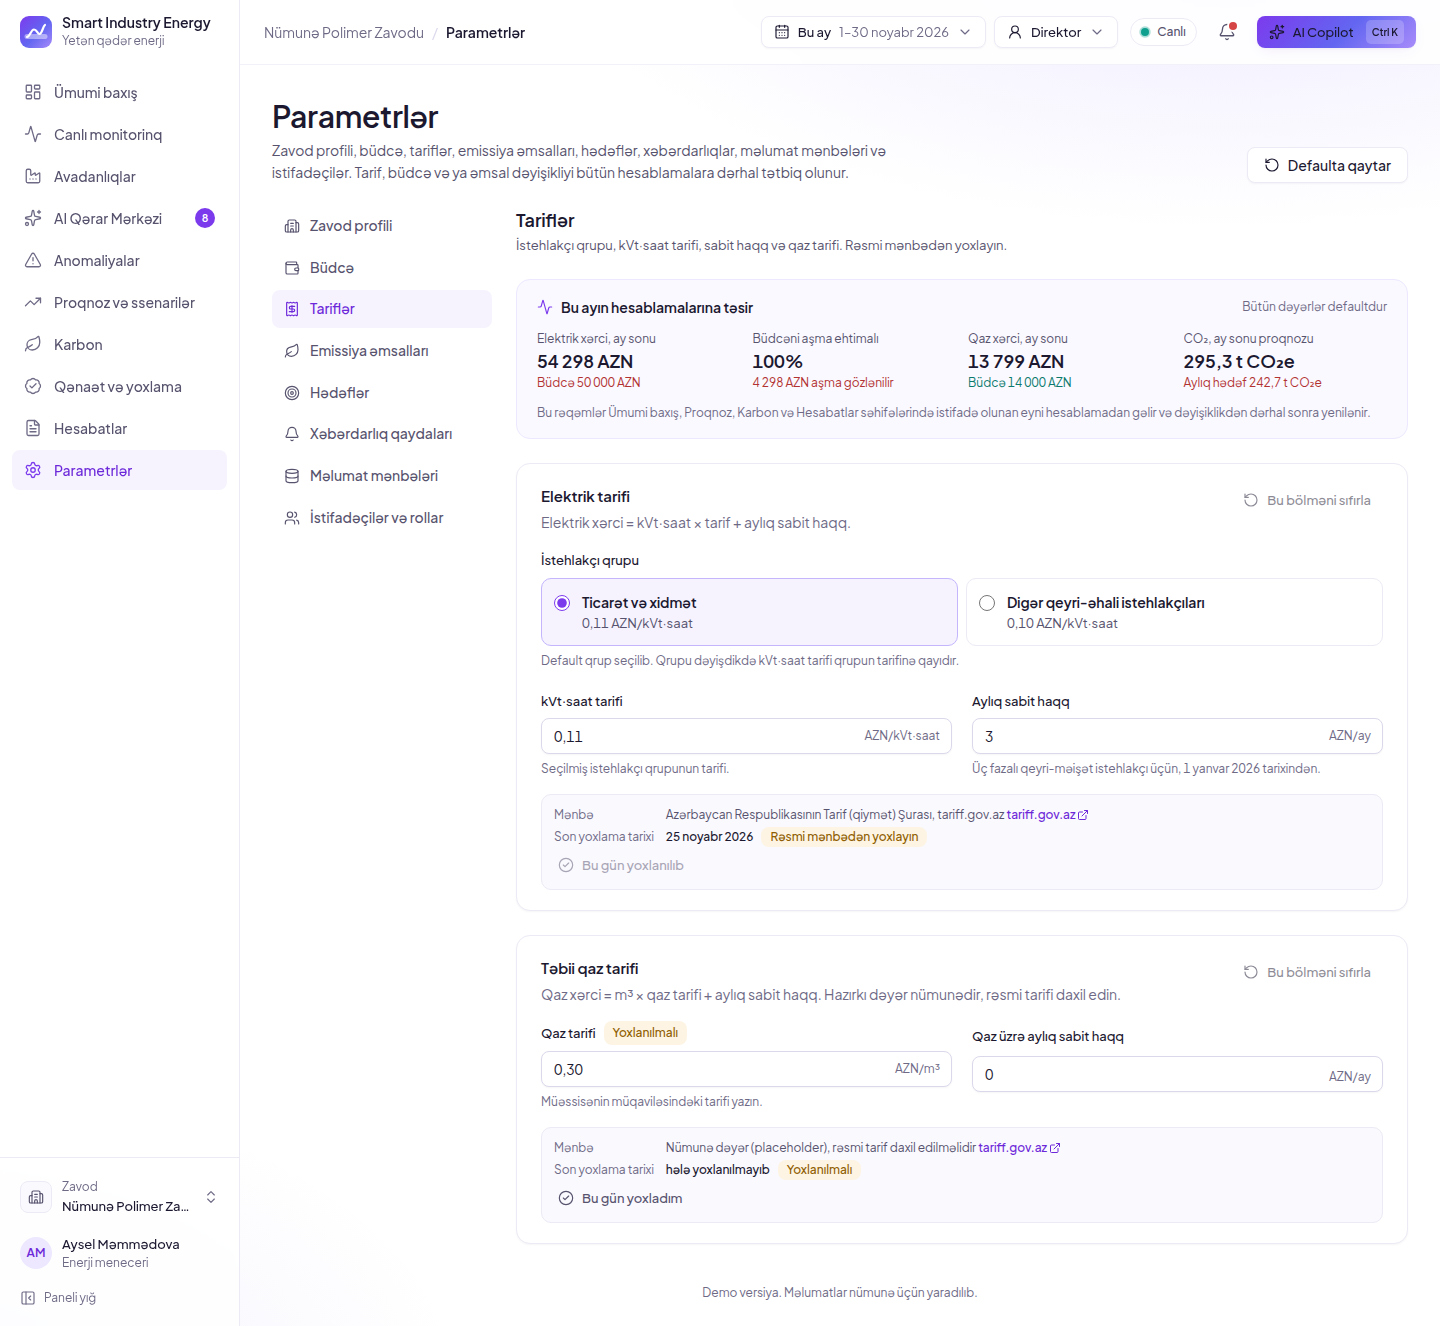 Smart Industry Energy
Yetən qədər enerji
Nümunə Polimer Zavodu / Parametrlər
Bu ay 1–30 noyabr 2026
Direktor
Canlı
AI Copilot Ctrl K
Ümumi baxış
Canlı monitorinq
Avadanlıqlar
AI Qərar Mərkəzi 8
Anomaliyalar
Proqnoz və ssenarilər
Karbon
Qənaət və yoxlama
Hesabatlar
Parametrlər
Parametrlər
Zavod profili, büdcə, tariflər, emissiya əmsalları, hədəflər, xəbərdarlıqlar, məlumat mənbələri və
istifadəçilər. Tarif, büdcə və ya əmsal dəyişikliyi bütün hesablamalara dərhal tətbiq olunur.
Defaulta qaytar
Zavod profili
Büdcə
Tariflər
Emissiya əmsalları
Hədəflər
Xəbərdarlıq qaydaları
Məlumat mənbələri
İstifadəçilər və rollar
Tariflər
İstehlakçı qrupu, kVt·saat tarifi, sabit haqq və qaz tarifi. Rəsmi mənbədən yoxlayın.
Bu ayın hesablamalarına təsir
Bütün dəyərlər defaultdur
Elektrik xərci, ay sonu
54 298 AZN
Büdcə 50 000 AZN
Büdcəni aşma ehtimalı
100%
4 298 AZN aşma gözlənilir
Qaz xərci, ay sonu
13 799 AZN
Büdcə 14 000 AZN
CO₂, ay sonu proqnozu
295,3 t CO₂e
Aylıq hədəf 242,7 t CO₂e
Bu rəqəmlər Ümumi baxış, Proqnoz, Karbon və Hesabatlar səhifələrində istifadə olunan eyni hesablamadan gəlir və dəyişiklikdən dərhal sonra yenilənir.
Elektrik tarifi
Bu bölməni sıfırla
Elektrik xərci = kVt·saat × tarif + aylıq sabit haqq.
İstehlakçı qrupu
Ticarət və xidmət
0,11 AZN/kVt·saat
Digər qeyri-əhali istehlakçıları
0,10 AZN/kVt·saat
Default qrup seçilib. Qrupu dəyişdikdə kVt·saat tarifi qrupun tarifinə qayıdır.
kVt·saat tarifi
0,11 AZN/kVt·saat
Seçilmiş istehlakçı qrupunun tarifi.
Aylıq sabit haqq
3 AZN/ay
Üç fazalı qeyri-məişət istehlakçı üçün, 1 yanvar 2026 tarixindən.
Mənbə Azərbaycan Respublikasının Tarif (qiymət) Şurası, tariff.gov.az tariff.gov.az
Son yoxlama tarixi 25 noyabr 2026 Rəsmi mənbədən yoxlayın
Bu gün yoxlanılıb
Təbii qaz tarifi
Bu bölməni sıfırla
Qaz xərci = m³ × qaz tarifi + aylıq sabit haqq. Hazırkı dəyər nümunədir, rəsmi tarifi daxil edin.
Qaz tarifi Yoxlanılmalı
0,30 AZN/m³
Müəssisənin müqaviləsindəki tarifi yazın.
Qaz üzrə aylıq sabit haqq
0 AZN/ay
Mənbə Nümunə dəyər (placeholder), rəsmi tarif daxil edilməlidir tariff.gov.az
Son yoxlama tarixi hələ yoxlanılmayıb Yoxlanılmalı
Bu gün yoxladım
Zavod
Nümunə Polimer Za...
AM
Aysel Məmmədova
Enerji meneceri
Paneli yığ
Demo versiya. Məlumatlar nümunə üçün yaradılıb.